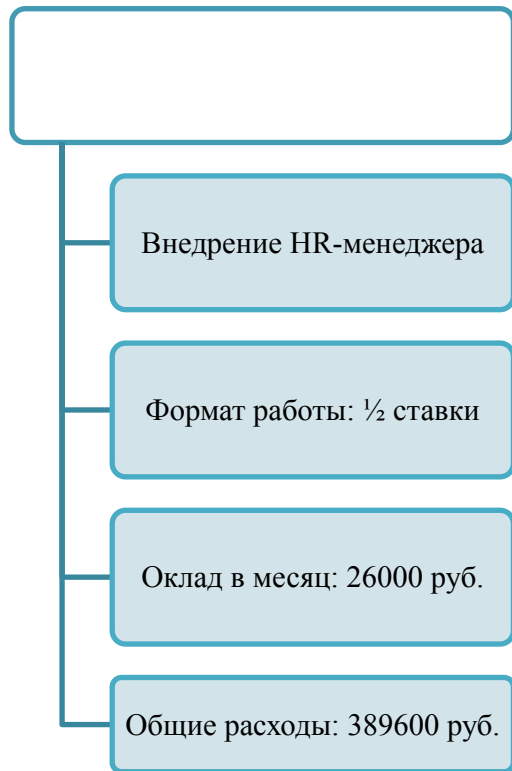 Внедрение HR-менеджера
Формат работы: ½ ставки
Оклад в месяц: 26000 руб.
Общие расходы: 389600 руб.